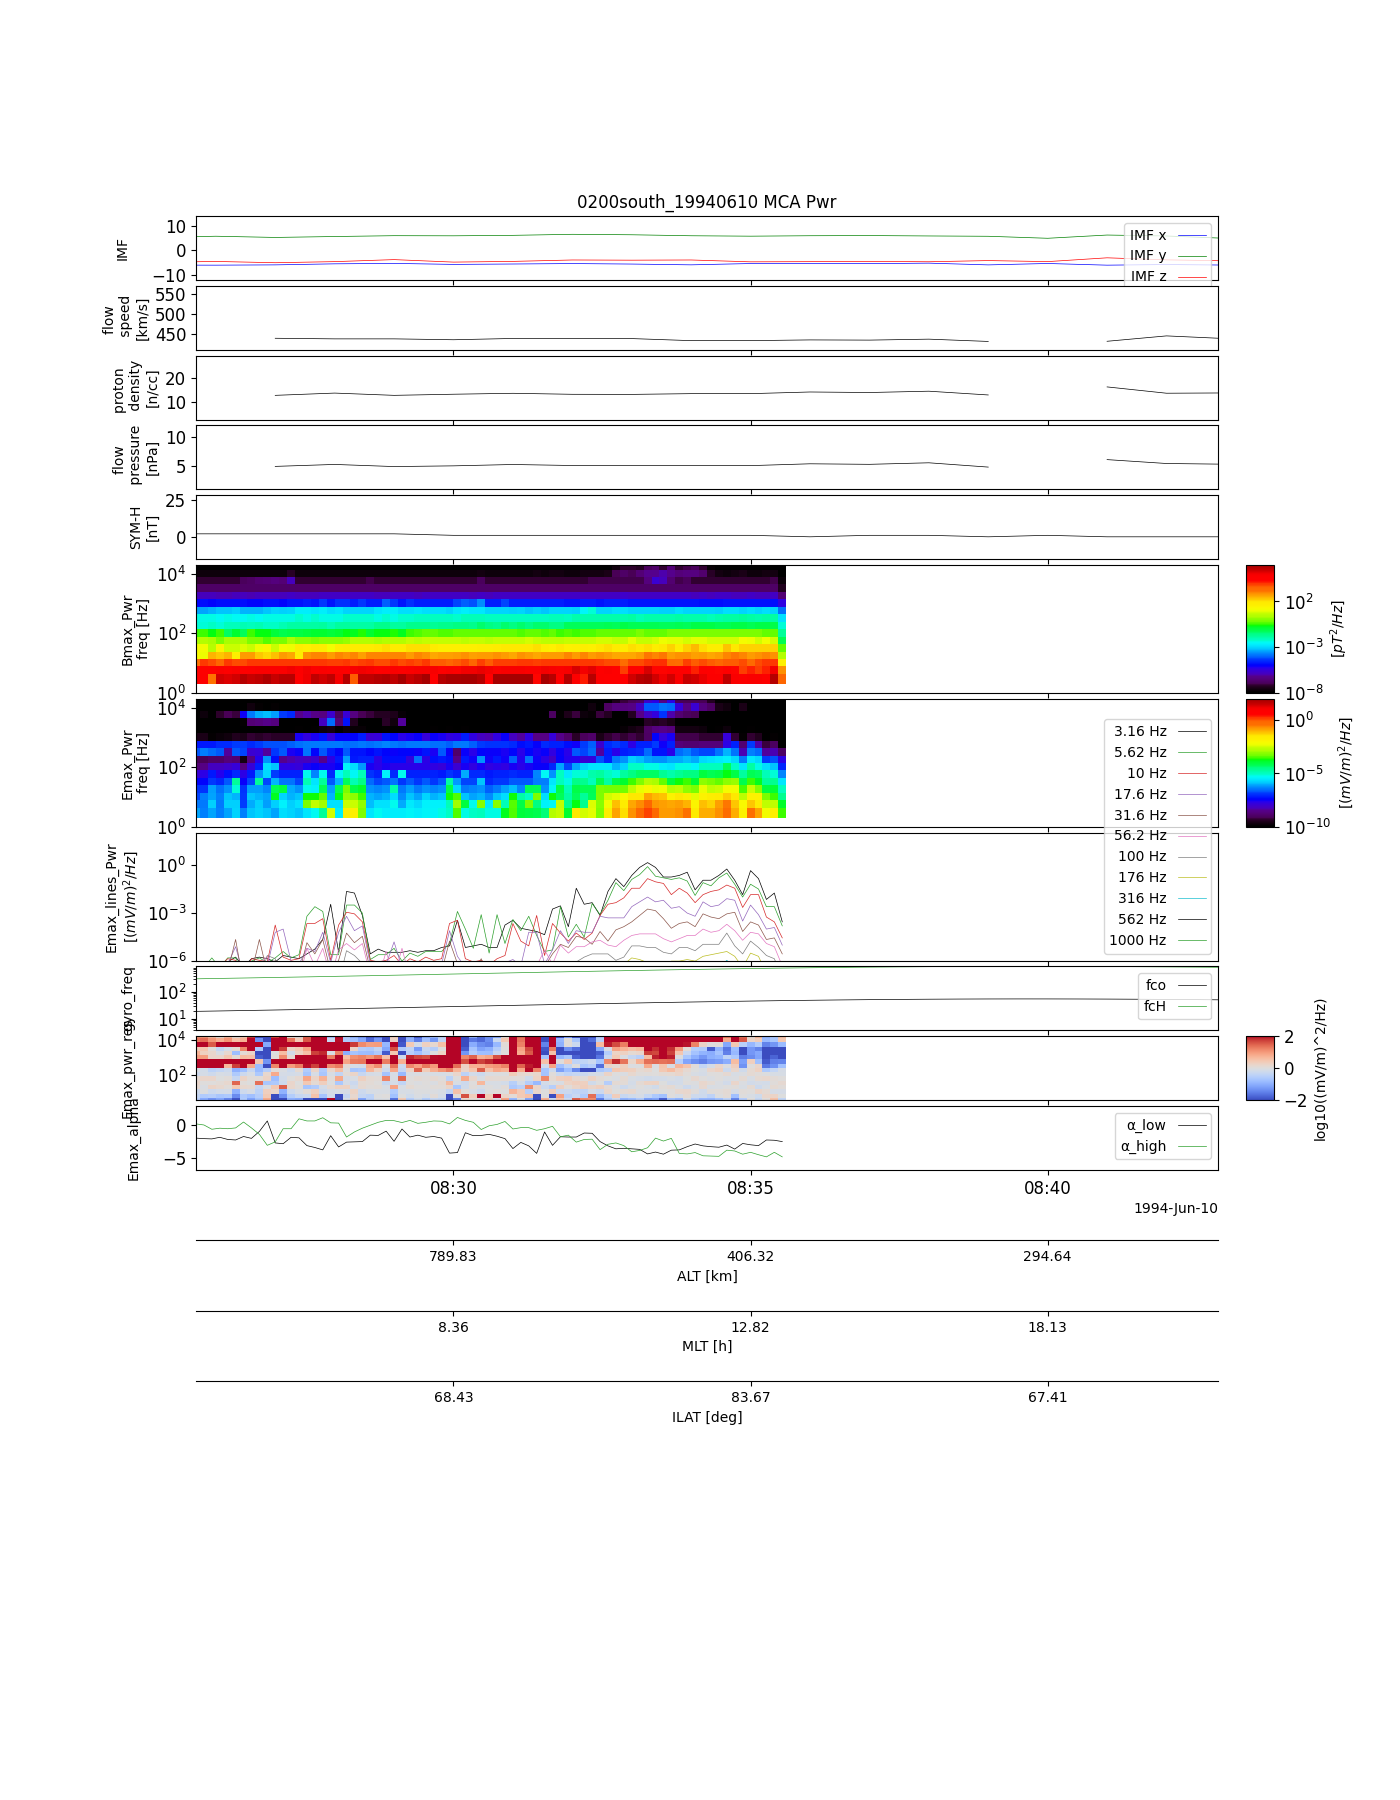 0200south_19940610 MCA Pwr
IMF
10
0
−10
IMF x
IMF y
IMF z
flow
speed
[km/s]
550
500
450
proton
density
[n/cc]
20
10
flow
pressure
[nPa]
10
5
SYM-H
[nT]
25
0
Bmax_Pwr
freq [Hz]
10^4
10^2
10^0
10^2
10^−3
10^−8
[pT^2/Hz]
Emax_Pwr
freq [Hz]
10^4
10^2
10^0
10^0
10^−5
10^−10
[(mV/m)^2/Hz]
3.16 Hz
5.62 Hz
10 Hz
17.6 Hz
31.6 Hz
56.2 Hz
100 Hz
176 Hz
316 Hz
562 Hz
1000 Hz
Emax_lines_Pwr
[(mV/m)^2/Hz]
10^0
10^−3
10^−6
gyro_freq
10^2
10^1
fco
fcH
10^4
10^2
2
0
−2
log10((mV/m)^2/Hz)
Emax_alpha
0
−5
α_low
α_high
08:30
08:35
08:40
1994-Jun-10
789.83
406.32
294.64
ALT [km]
8.36
12.82
18.13
MLT [h]
68.43
83.67
67.41
ILAT [deg]